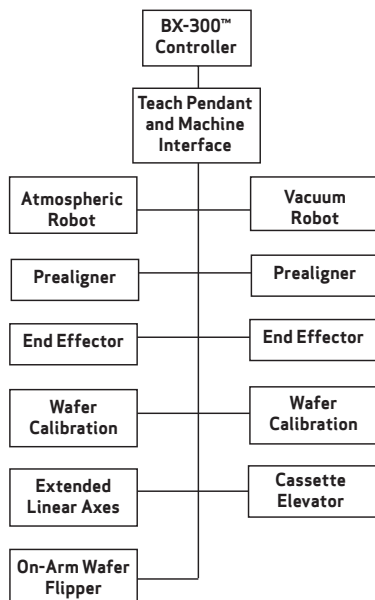 BX-300™
Controller
Teach Pendant
and Machine
Interface
Atmospheric
Robot
Vacuum
Robot
Prealigner
Prealigner
End Effector
End Effector
Wafer
Calibration
Wafer
Calibration
Extended
Linear Axes
Cassette
Elevator
On-Arm Wafer
Flipper